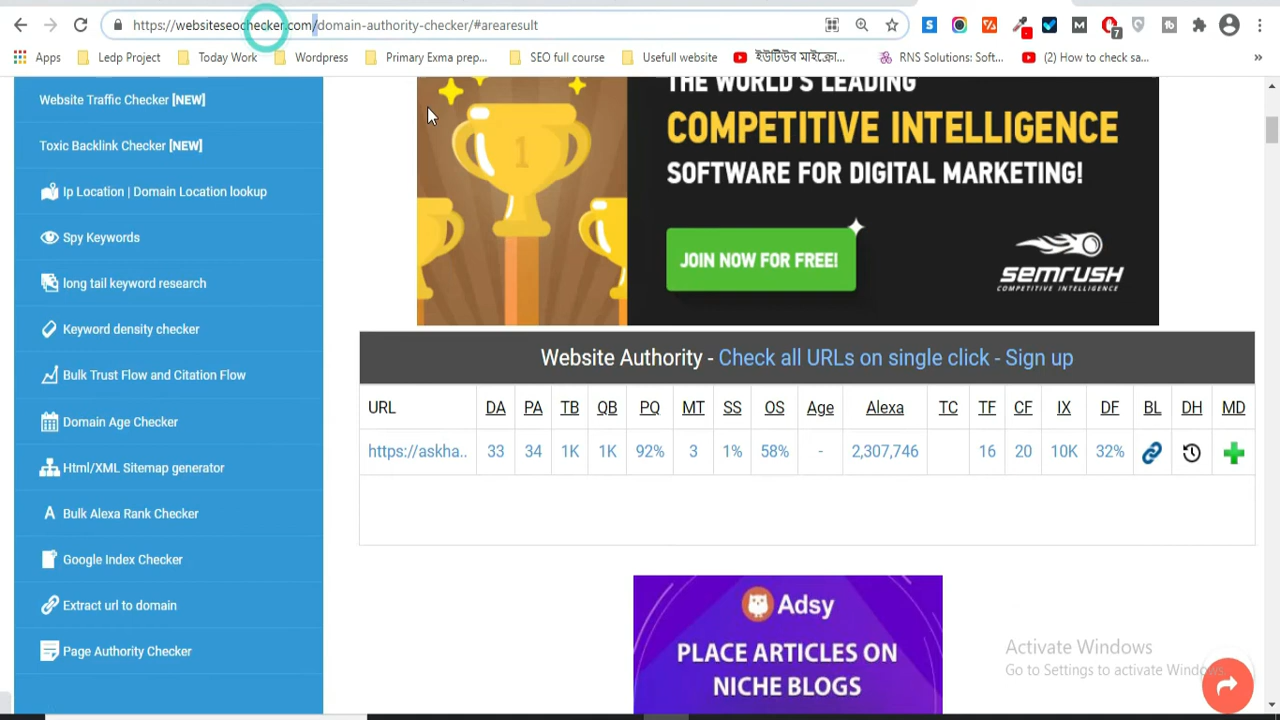 https://websiteseochecker.com/domain-authority-checker/#arearesult
S
M
7
Apps
Ledp Project
Today Work
Wordpress
Primary Exma prep...
SEO full course
Usefull website
ইউটিউব মাইক্রো...
RNS Solutions: Soft...
(1) How to check sa...
»
Website Traffic Checker [NEW]
Toxic Backlink Checker [NEW]
Ip Location | Domain Location lookup
Spy Keywords
long tail keyword research
Keyword density checker
Bulk Trust Flow and Citation Flow
Domain Age Checker
Html/XML Sitemap generator
A Bulk Alexa Rank Checker
Google Index Checker
Extract url to domain
Page Authority Checker
1
THE WORLD'S LEADING
COMPETITIVE INTELLIGENCE
SOFTWARE FOR DIGITAL MARKETING!
JOIN NOW FOR FREE!
semrush
COMPETITIVE INTELLIGENCE
Website Authority - Check all URLs on single click - Sign up
URL DA PA TB QB PQ MT SS OS Age Alexa TC TF CF IX DF BL DH MD
https://askha.. 33 34 1K 1K 92% 3 1% 58% - 2,307,746 16 20 10K 32%
Adsy
PLACE ARTICLES ON
NICHE BLOGS
Activate Windows
Go to Settings to activate Windows.